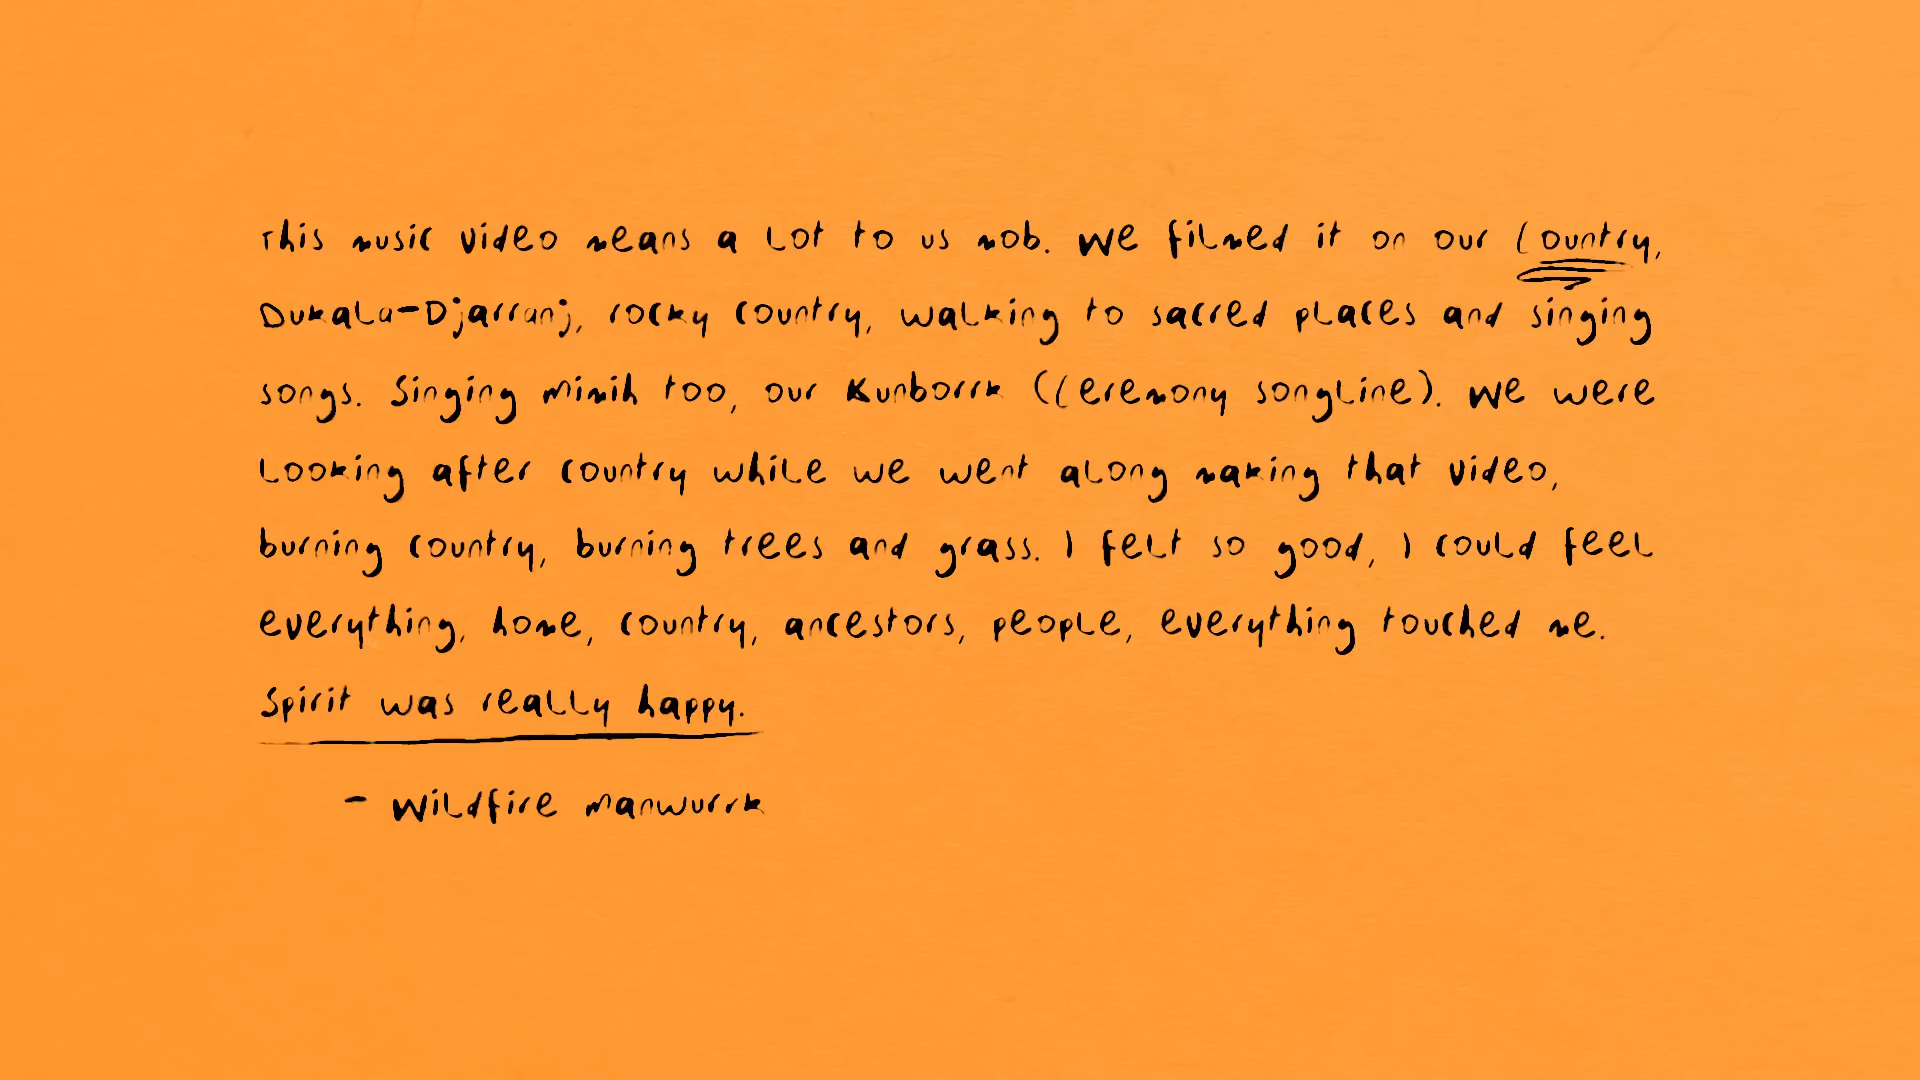 This music video means a lot to us mob. We filmed it on our Country,
Dukala-Djarranj, rocky country, walking to sacred places and singing
songs. Singing Mimih too, our Kunborrk (Ceremony songline). We were
looking after country while we went along making that video,
burning country, burning trees and grass. I felt so good, I could feel
everything, home, country, ancestors, people, everything touched me.
Spirit was really happy.
- Wildfire Manwurrk